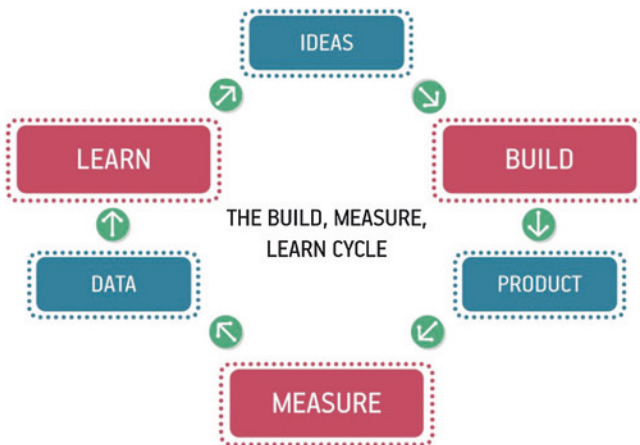 IDEAS
LEARN
BUILD
THE BUILD, MEASURE,
LEARN CYCLE
DATA
PRODUCT
MEASURE